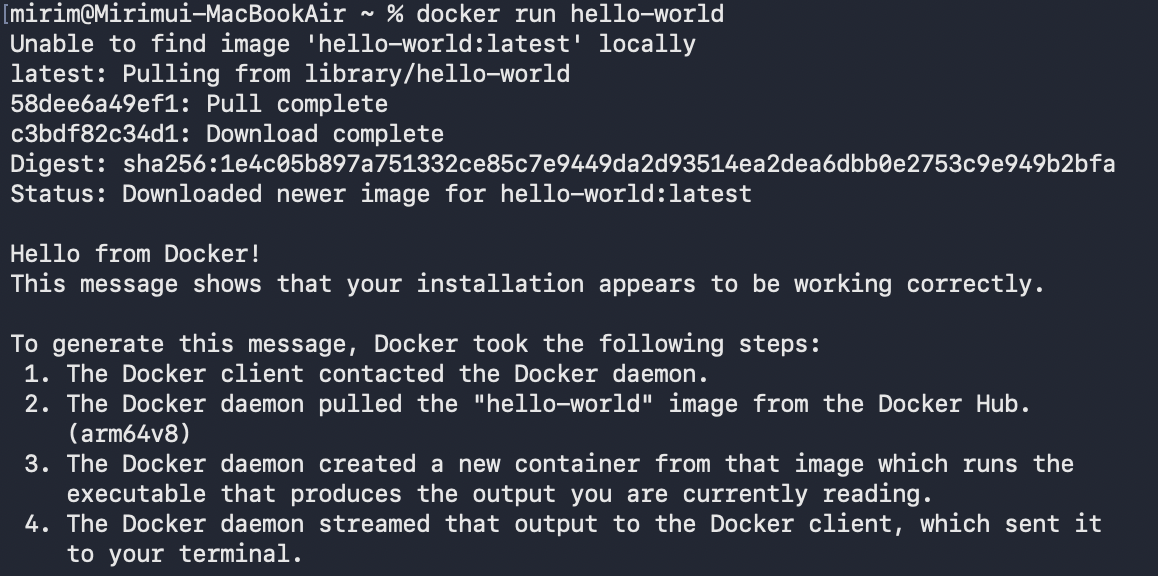 [mirim@Mirimui-MacBookAir ~ % docker run hello-world
Unable to find image 'hello-world:latest' locally
latest: Pulling from library/hello-world
58dee6a49ef1: Pull complete
c3bdf82c34d1: Download complete
Digest: sha256:1e4c05b897a751332ce85c7e9449da2d93514ea2dea6dbb0e2753c9e949b2bfa
Status: Downloaded newer image for hello-world:latest

Hello from Docker!
This message shows that your installation appears to be working correctly.

To generate this message, Docker took the following steps:
 1. The Docker client contacted the Docker daemon.
 2. The Docker daemon pulled the "hello-world" image from the Docker Hub.
    (arm64v8)
 3. The Docker daemon created a new container from that image which runs the
    executable that produces the output you are currently reading.
 4. The Docker daemon streamed that output to the Docker client, which sent it
    to your terminal.